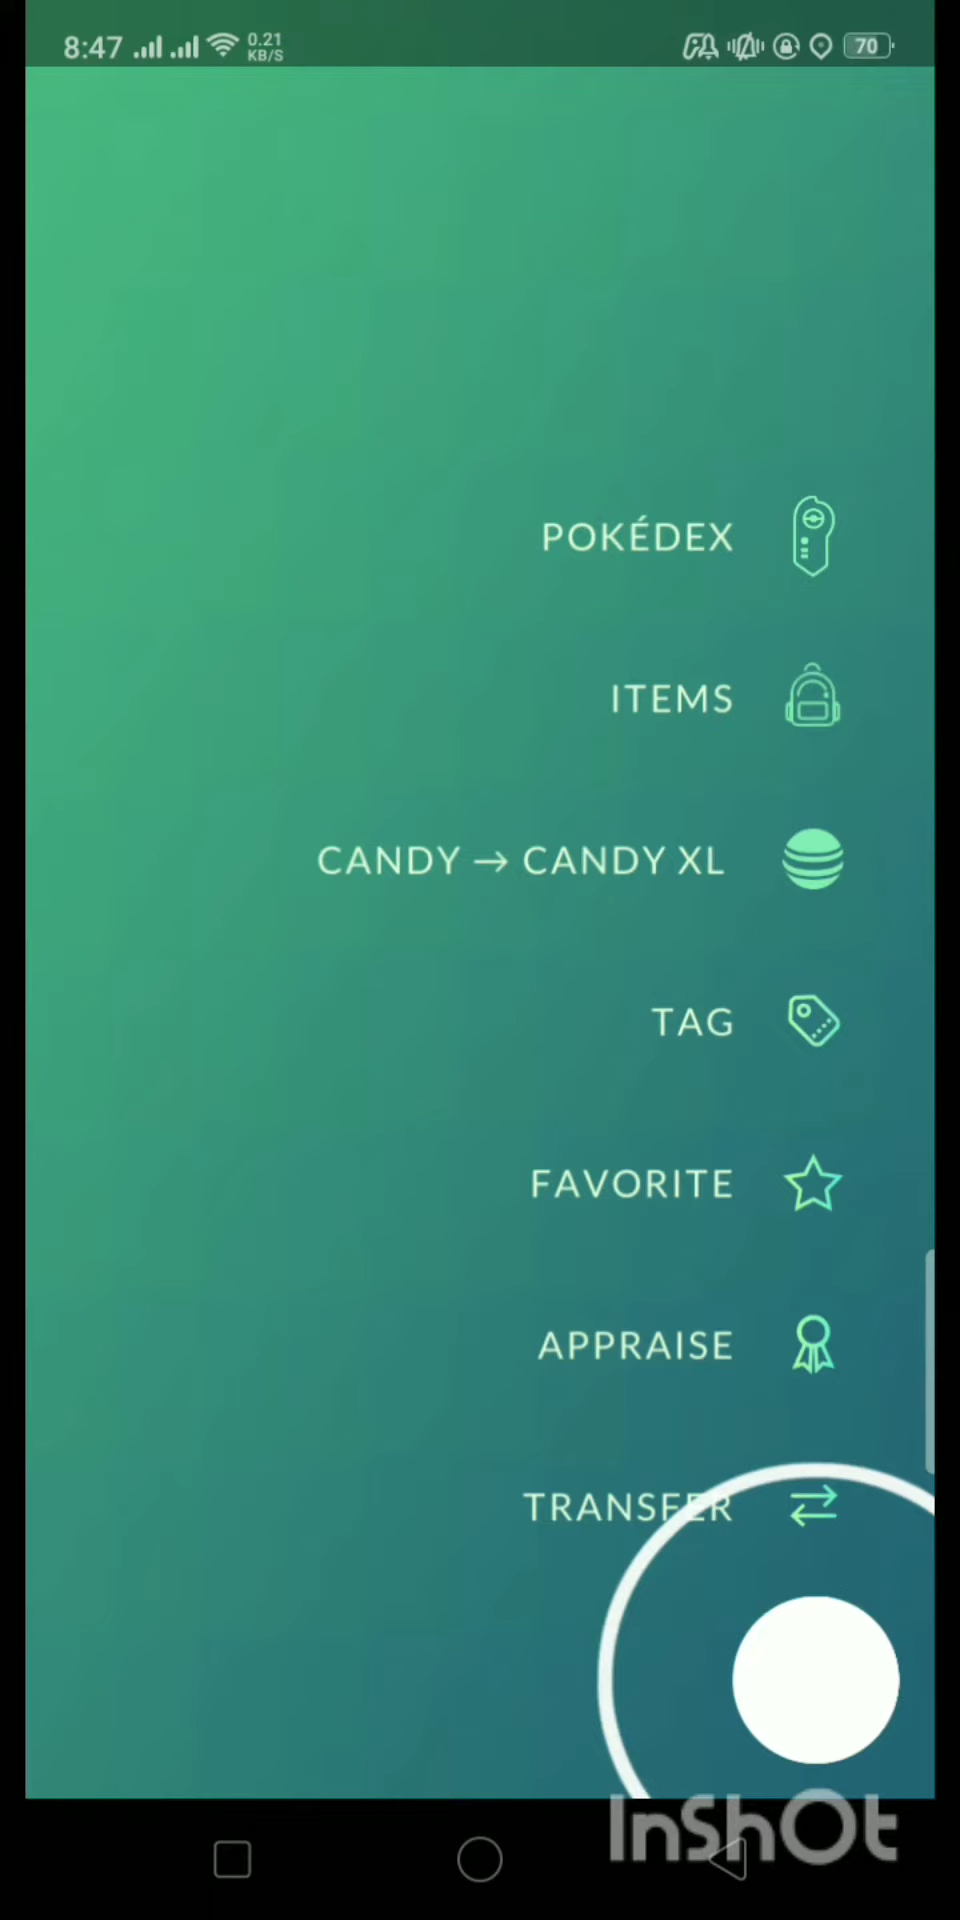 8:47 0.21 KB/S 70
POKÉDEX
ITEMS
CANDY → CANDY XL
TAG
FAVORITE
APPRAISE
TRANSFER
InShOt